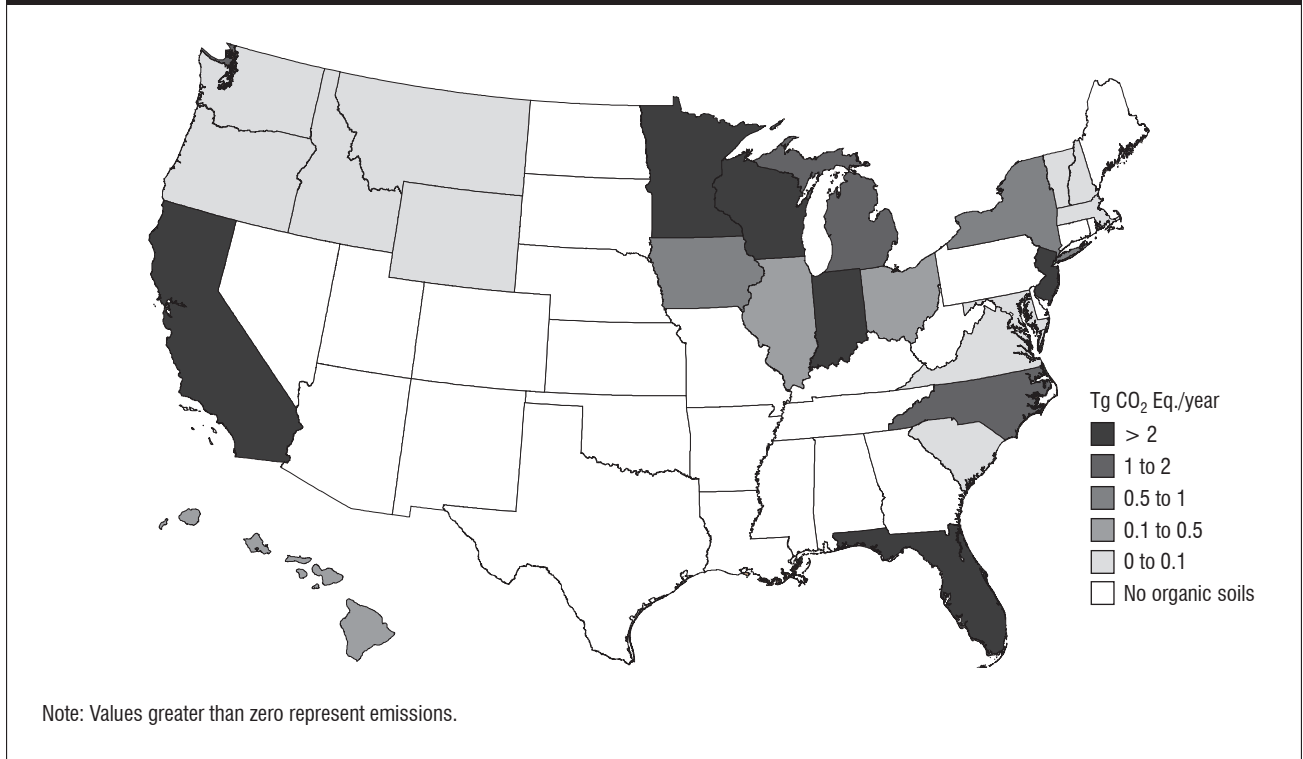 Tg CO₂ Eq./year
> 2
1 to 2
0.5 to 1
0.1 to 0.5
0 to 0.1
No organic soils
Note: Values greater than zero represent emissions.